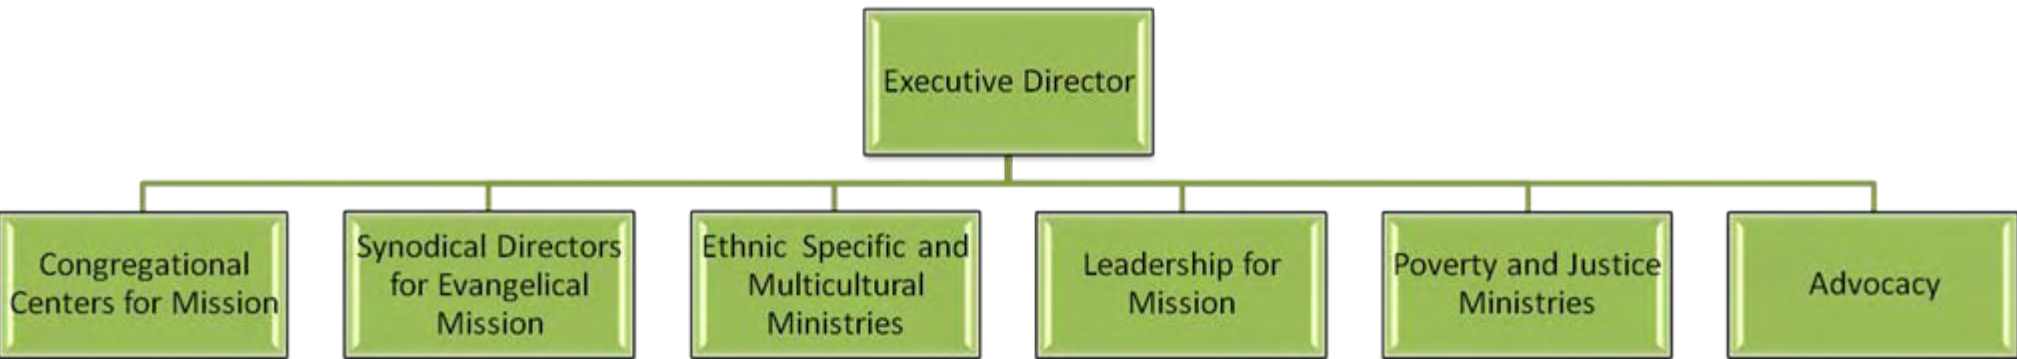 Executive Director
Congregational
Centers for Mission
Synodical Directors
for Evangelical
Mission
Ethnic Specific and
Multicultural
Ministries
Leadership for
Mission
Poverty and Justice
Ministries
Advocacy